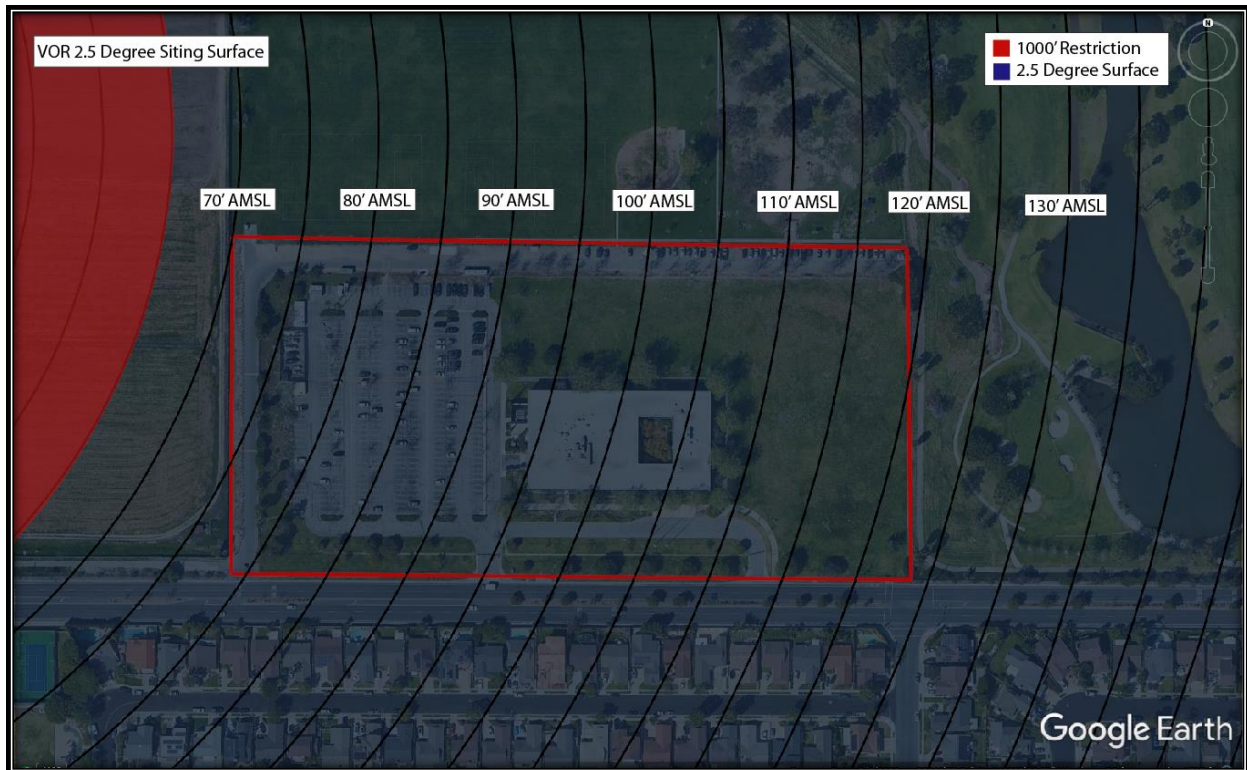 VOR 2.5 Degree Siting Surface
1000' Restriction
2.5 Degree Surface
N
70' AMSL
80' AMSL
90' AMSL
100' AMSL
110' AMSL
120' AMSL
130' AMSL
Google Earth